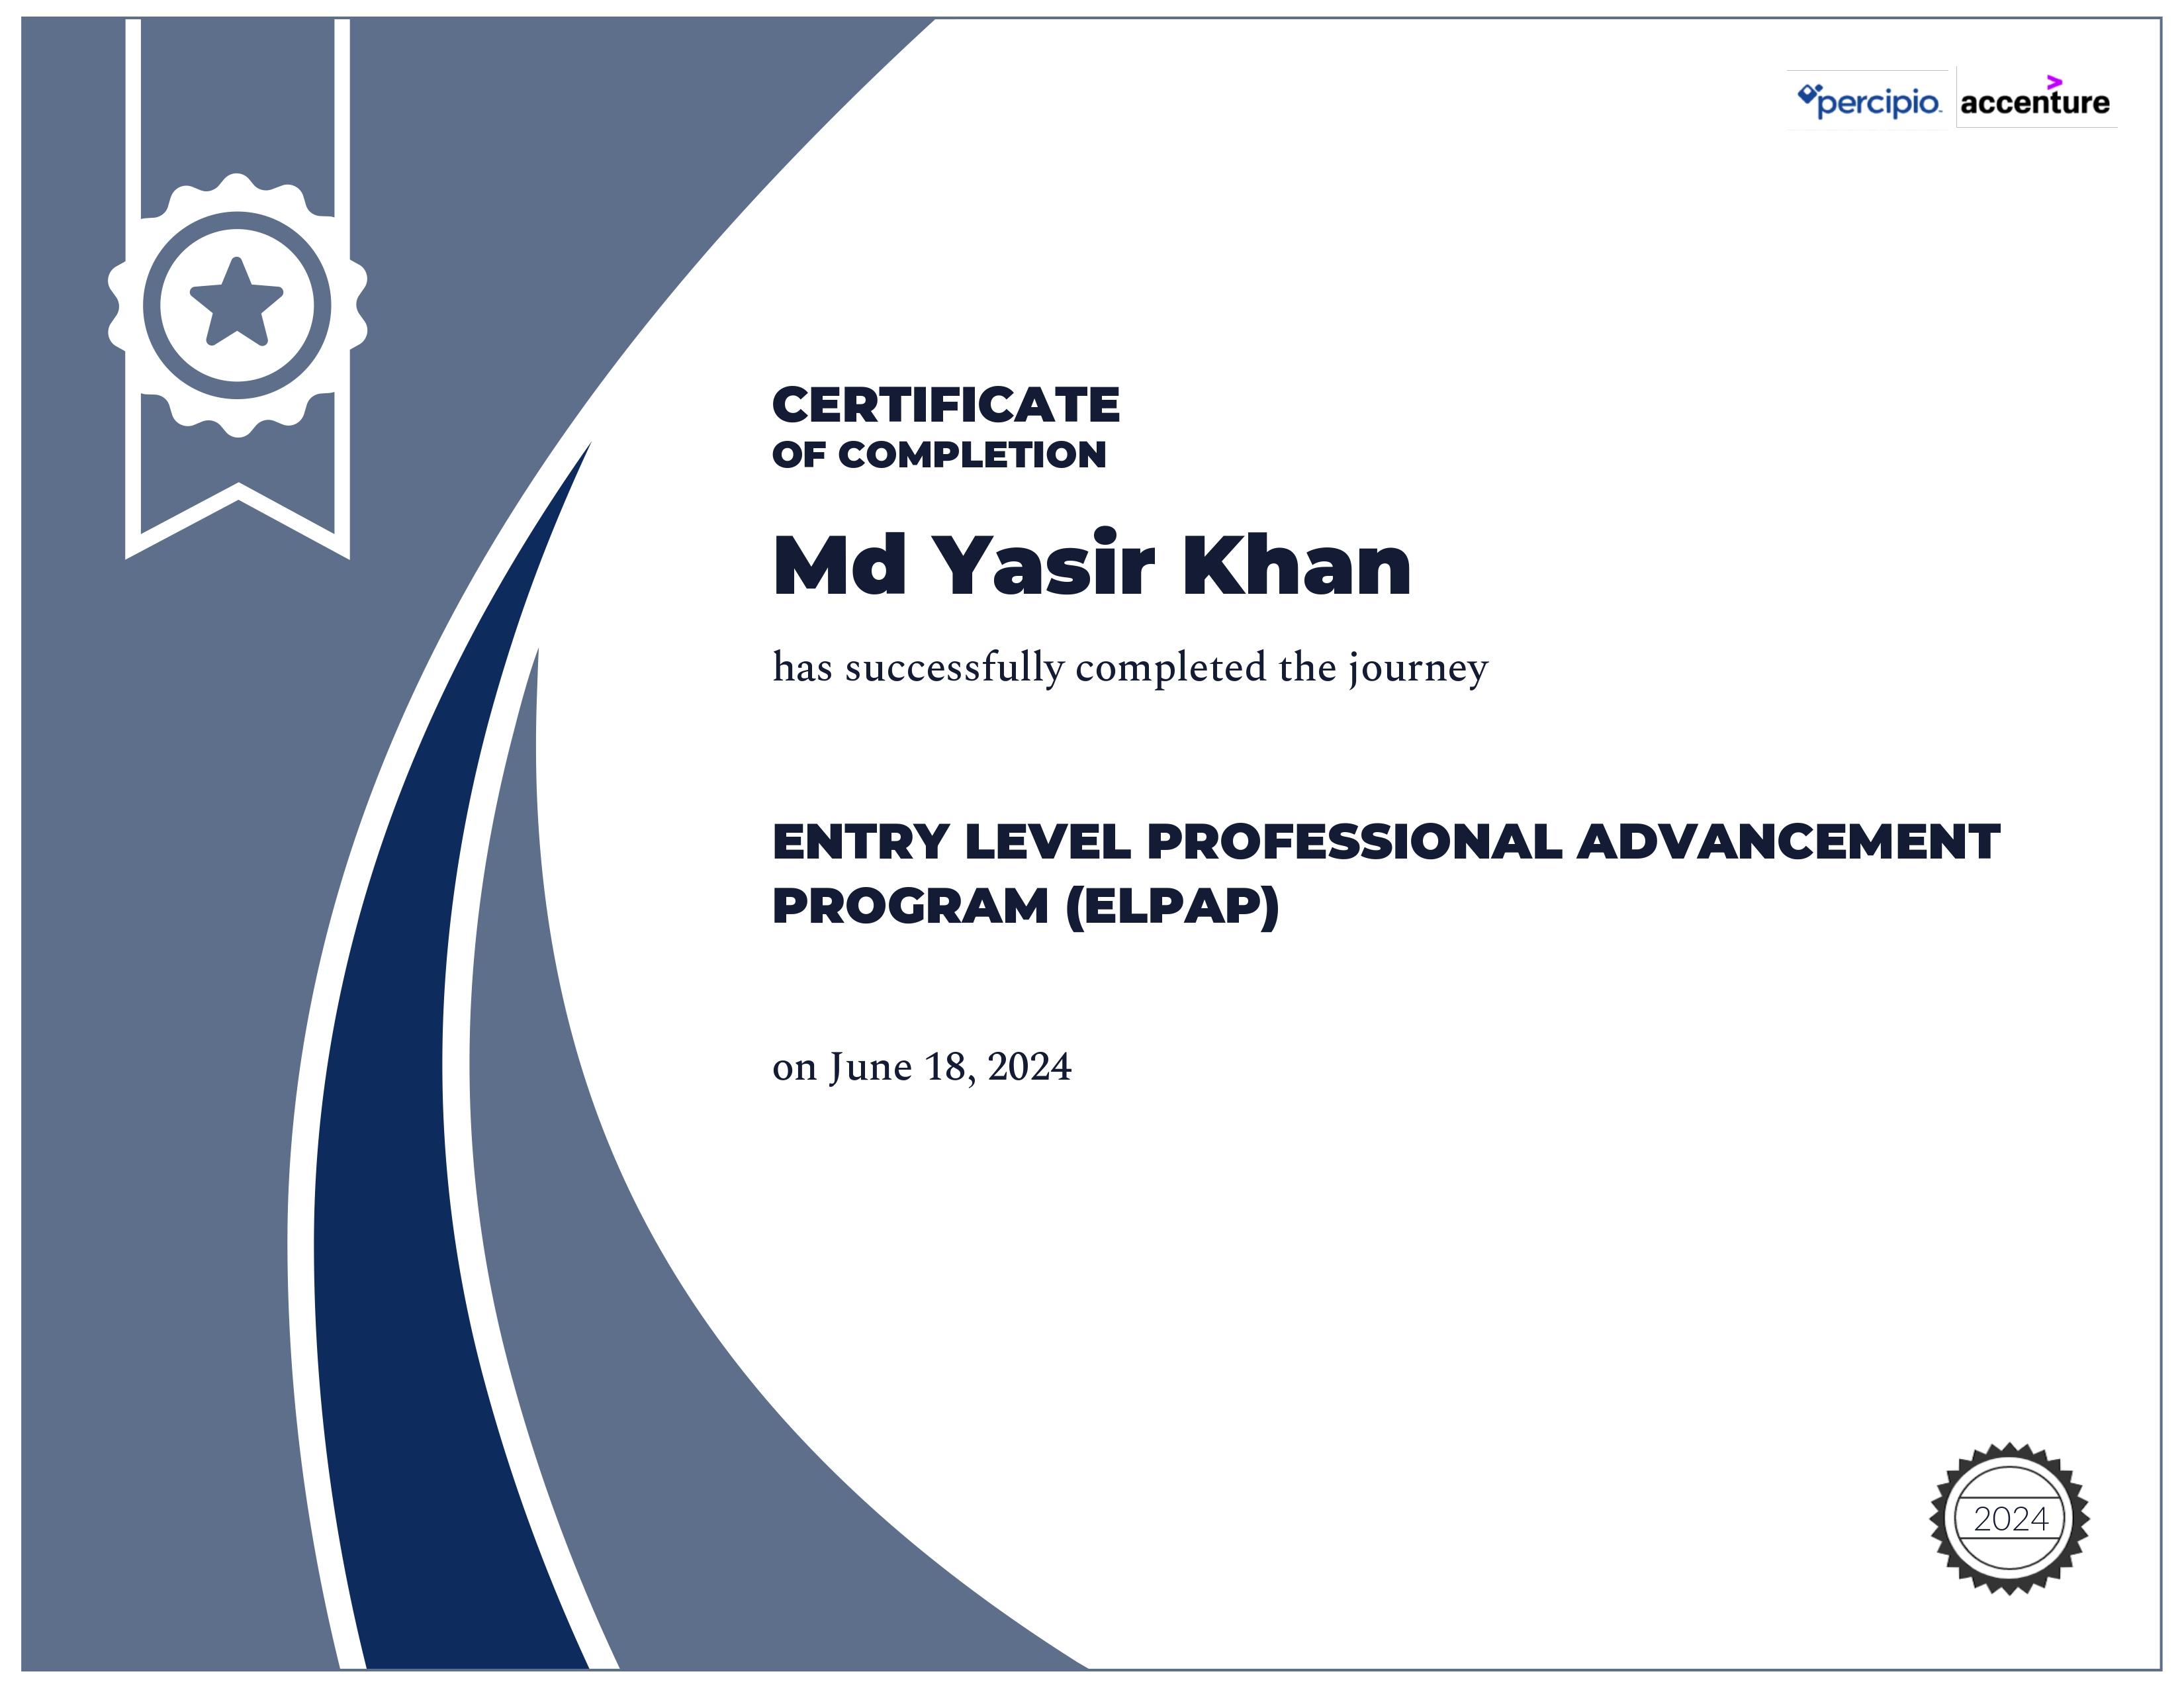 percipio
accenture
CERTIFICATE
OF COMPLETION
Md Yasir Khan
has successfully completed the journey
ENTRY LEVEL PROFESSIONAL ADVANCEMENT
PROGRAM (ELPAP)
on June 18, 2024
2024